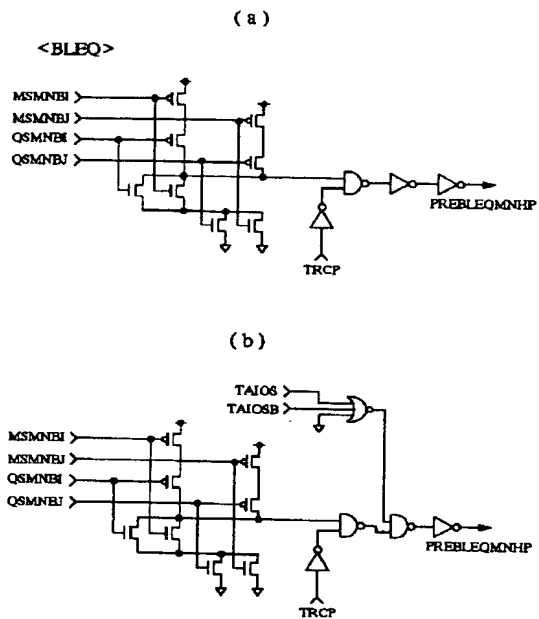 (a)
<BLEQ>
MSMNBI
MSMNBJ
QSMNBI
QSMNBJ
PREBLEQMNHP
TRCP
(b)
TAIOS
TAIOSB
MSMNBI
MSMNBJ
QSMNBI
QSMNBJ
PREBLEQMNHP
TRCP